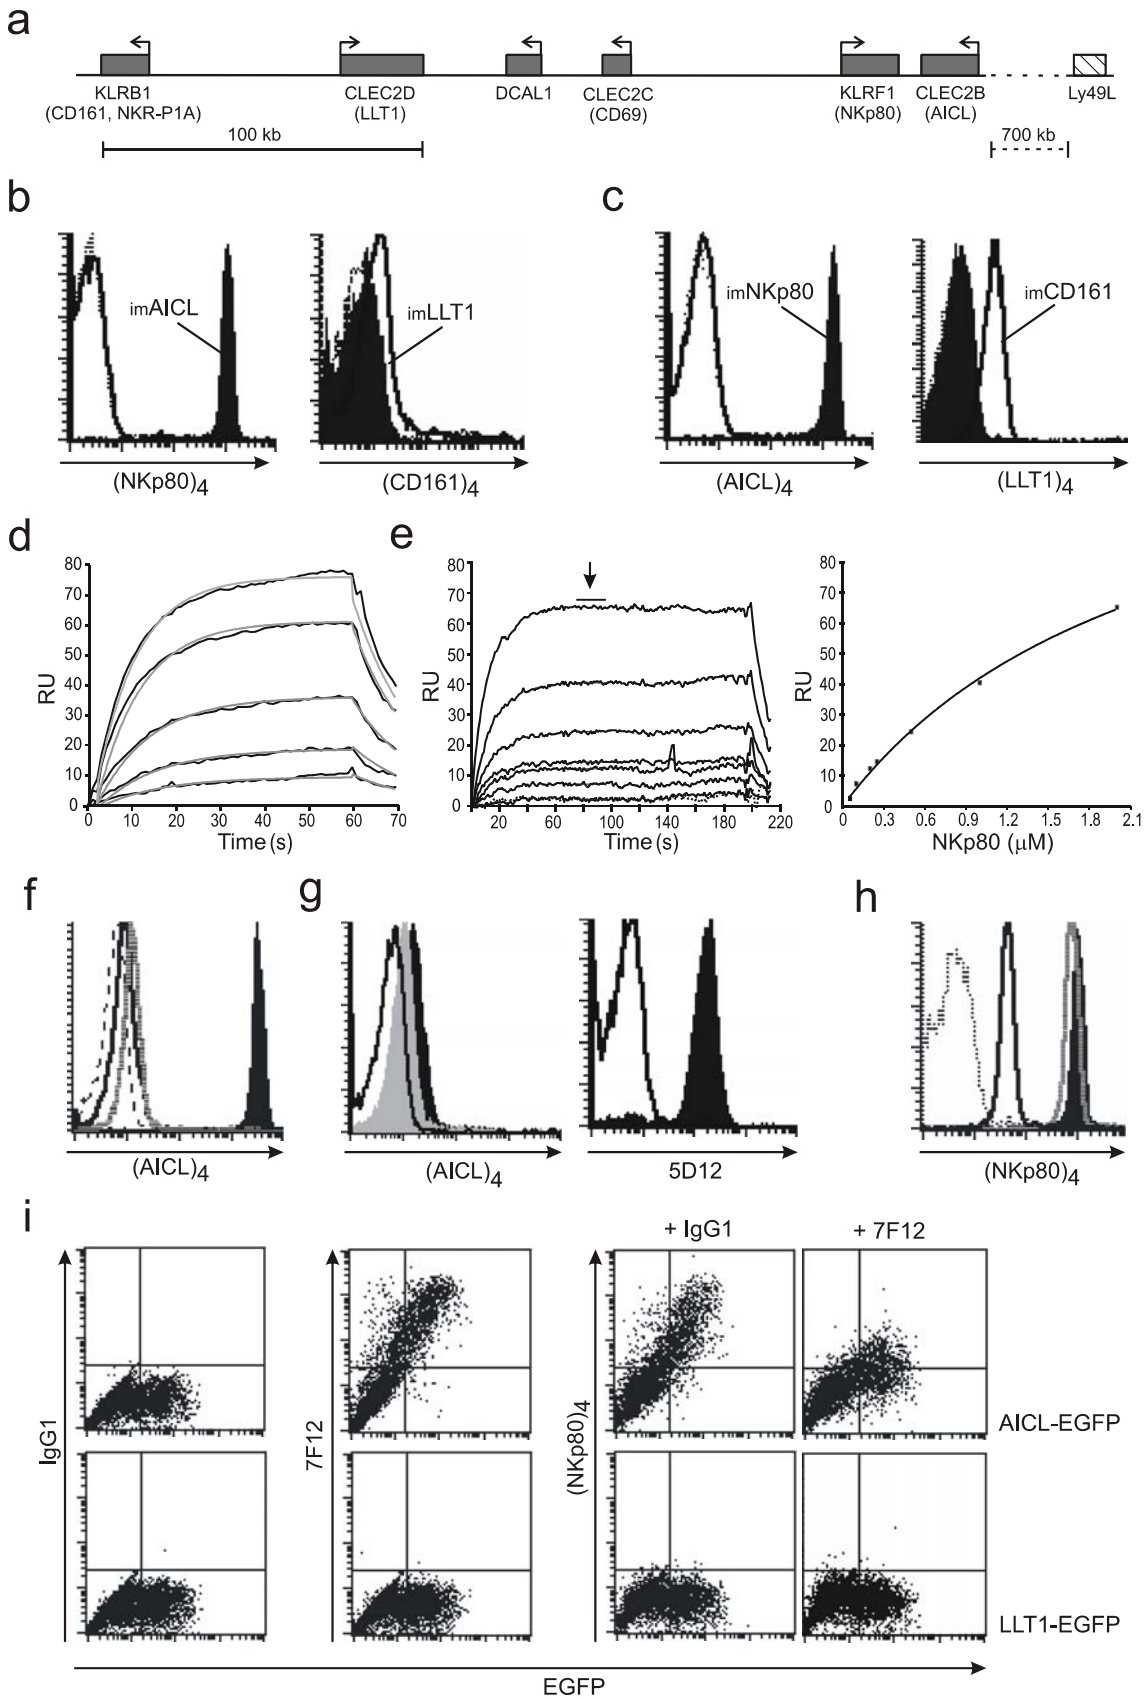 a
KLRB1 CLEC2D DCAL1 CLEC2C KLRF1 CLEC2B Ly49L
(CD161, NKR-P1A) (LLT1) (CD69) (NKp80) (AICL)
100 kb 700 kb
b c
imAICL imLLT1 imNKp80 imCD161
(NKp80)4 (CD161)4 (AICL)4 (LLT1)4
d
RU
80
70
60
50
40
30
20
10
0
0 10 20 30 40 50 60 70
Time (s)
e
RU
80
70
60
50
40
30
20
10
0
20 60 100 140 180 220
Time (s)
RU
80
70
60
50
40
30
20
10
0
0 0.3 0.6 0.9 1.2 1.5 1.8 2.1
NKp80 (µM)
f g h
(AICL)4 (AICL)4 5D12 (NKp80)4
i
+ IgG1 + 7F12
IgG1 7F12 (NKp80)4
AICL-EGFP
LLT1-EGFP
EGFP